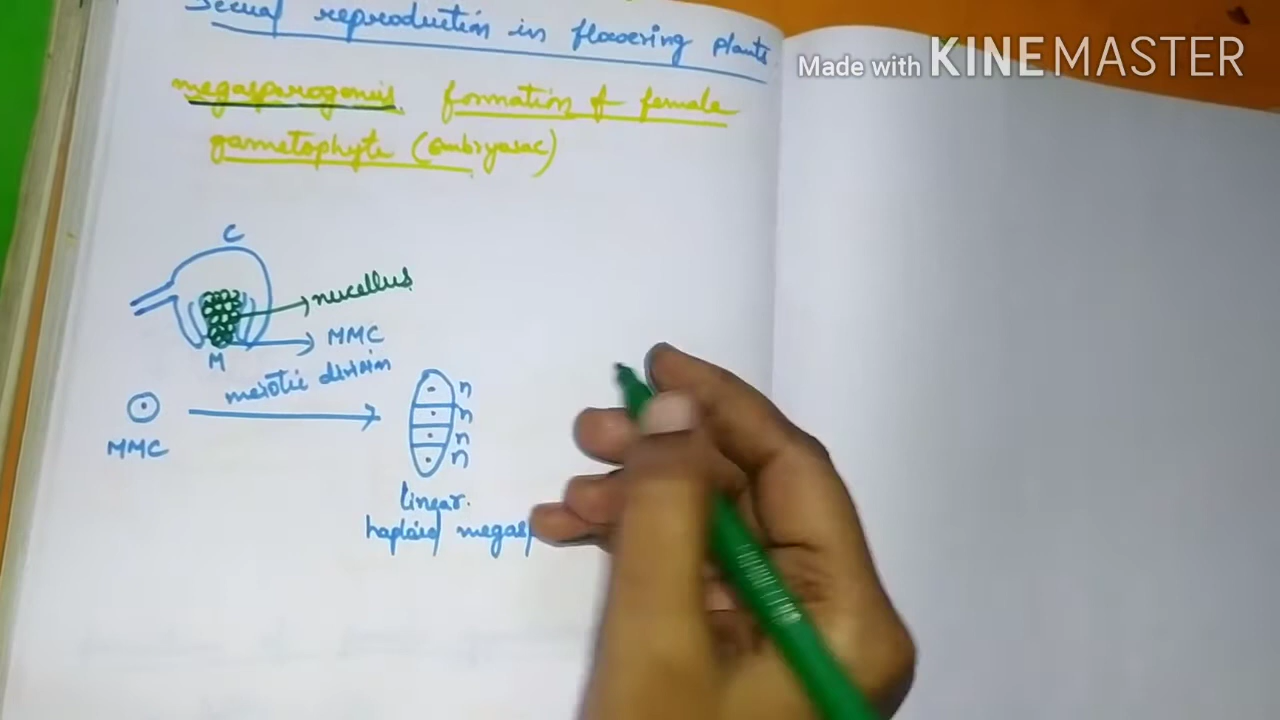 Sexual reproduction in flowering plants
Made with KINEMASTER
megasporogenesis formation of female
gametophyte (embryosac)
C
nucellus
MMC
M
meiotic division
n
n
n
n
MMC
linear.
haploid megasp